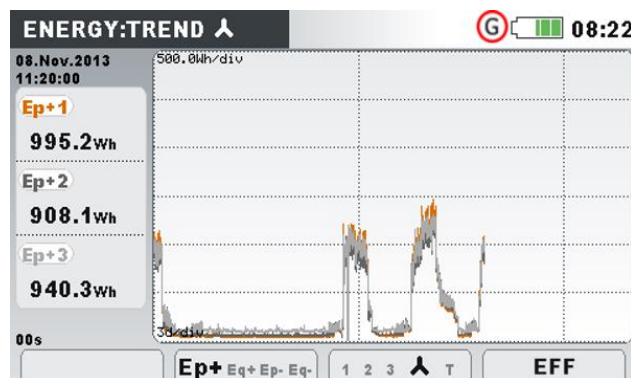 ENERGY:TREND
G
08:22
08.Nov.2013
11:20:00
500.0Wh/div
Ep+1
995.2Wh
Ep+2
908.1Wh
Ep+3
940.3Wh
00s
3d/div
Ep+ Eq+ Ep- Eq-
1 2 3 T
EFF